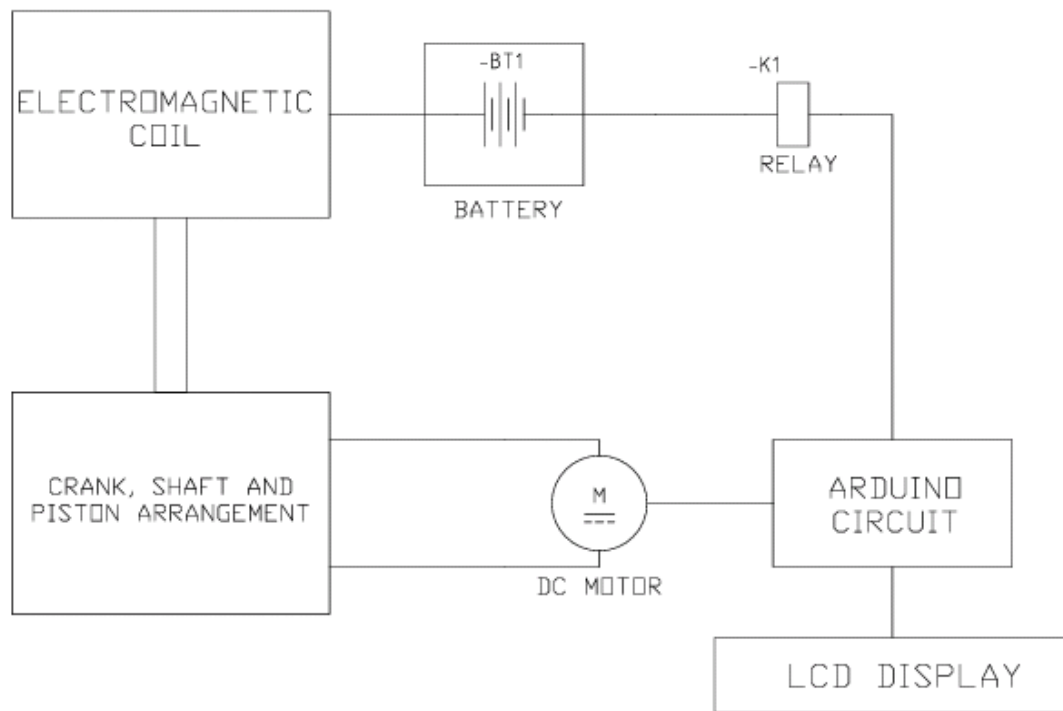 ELECTROMAGNETIC
COIL
-BT1
BATTERY
-K1
RELAY
CRANK, SHAFT AND
PISTON ARRANGEMENT
M
DC MOTOR
ARDUINO
CIRCUIT
LCD DISPLAY